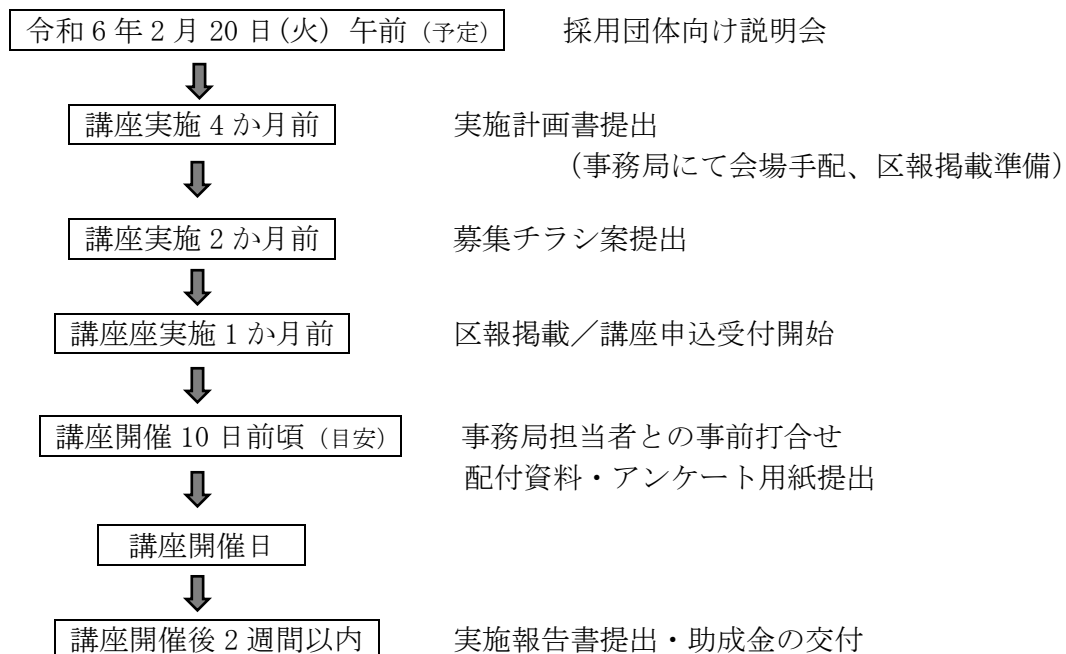 令和6年2月20日(火) 午前（予定） 採用団体向け説明会
講座実施4か月前 実施計画書提出
（事務局にて会場手配、区報掲載準備）
講座実施2か月前 募集チラシ案提出
講座座実施1か月前 区報掲載／講座申込受付開始
講座開催10日前頃（目安） 事務局担当者との事前打合せ
配付資料・アンケート用紙提出
講座開催日
講座開催後2週間以内 実施報告書提出・助成金の交付